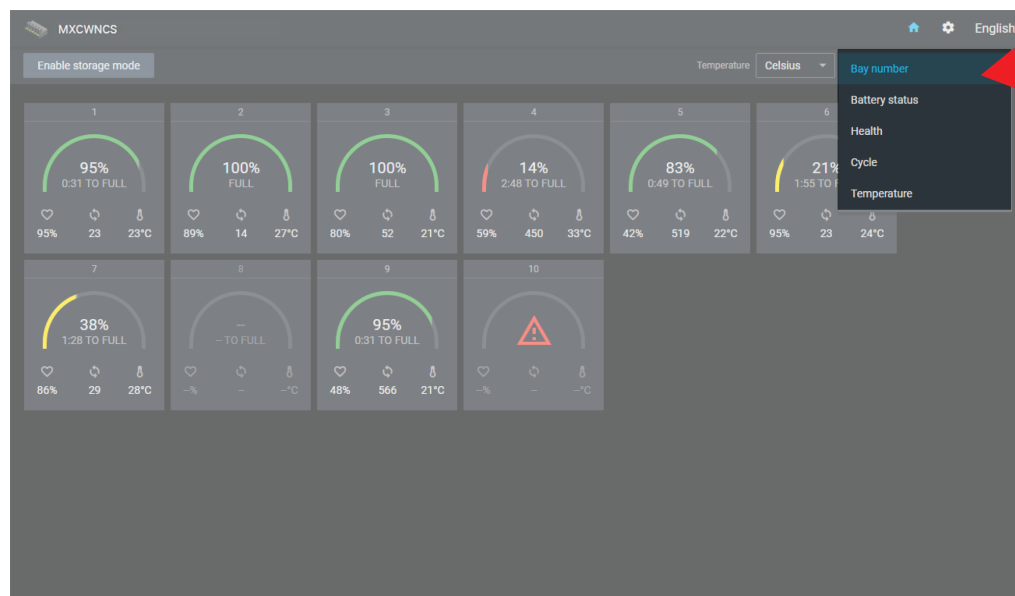 MXCWNCS
English
Enable storage mode
Temperature
Celsius
Bay number
Battery status
Health
Cycle
Temperature
1
95%
0:31 TO FULL
95% 23 23°C
2
100%
FULL
89% 14 27°C
3
100%
FULL
80% 52 21°C
4
14%
2:48 TO FULL
59% 450 33°C
5
83%
0:49 TO FULL
42% 519 22°C
6
21%
1:55 TO
95% 23 24°C
7
38%
1:28 TO FULL
86% 29 28°C
8
—
– TO FULL
--% – --°C
9
95%
0:31 TO FULL
48% 566 21°C
10
--% – --°C